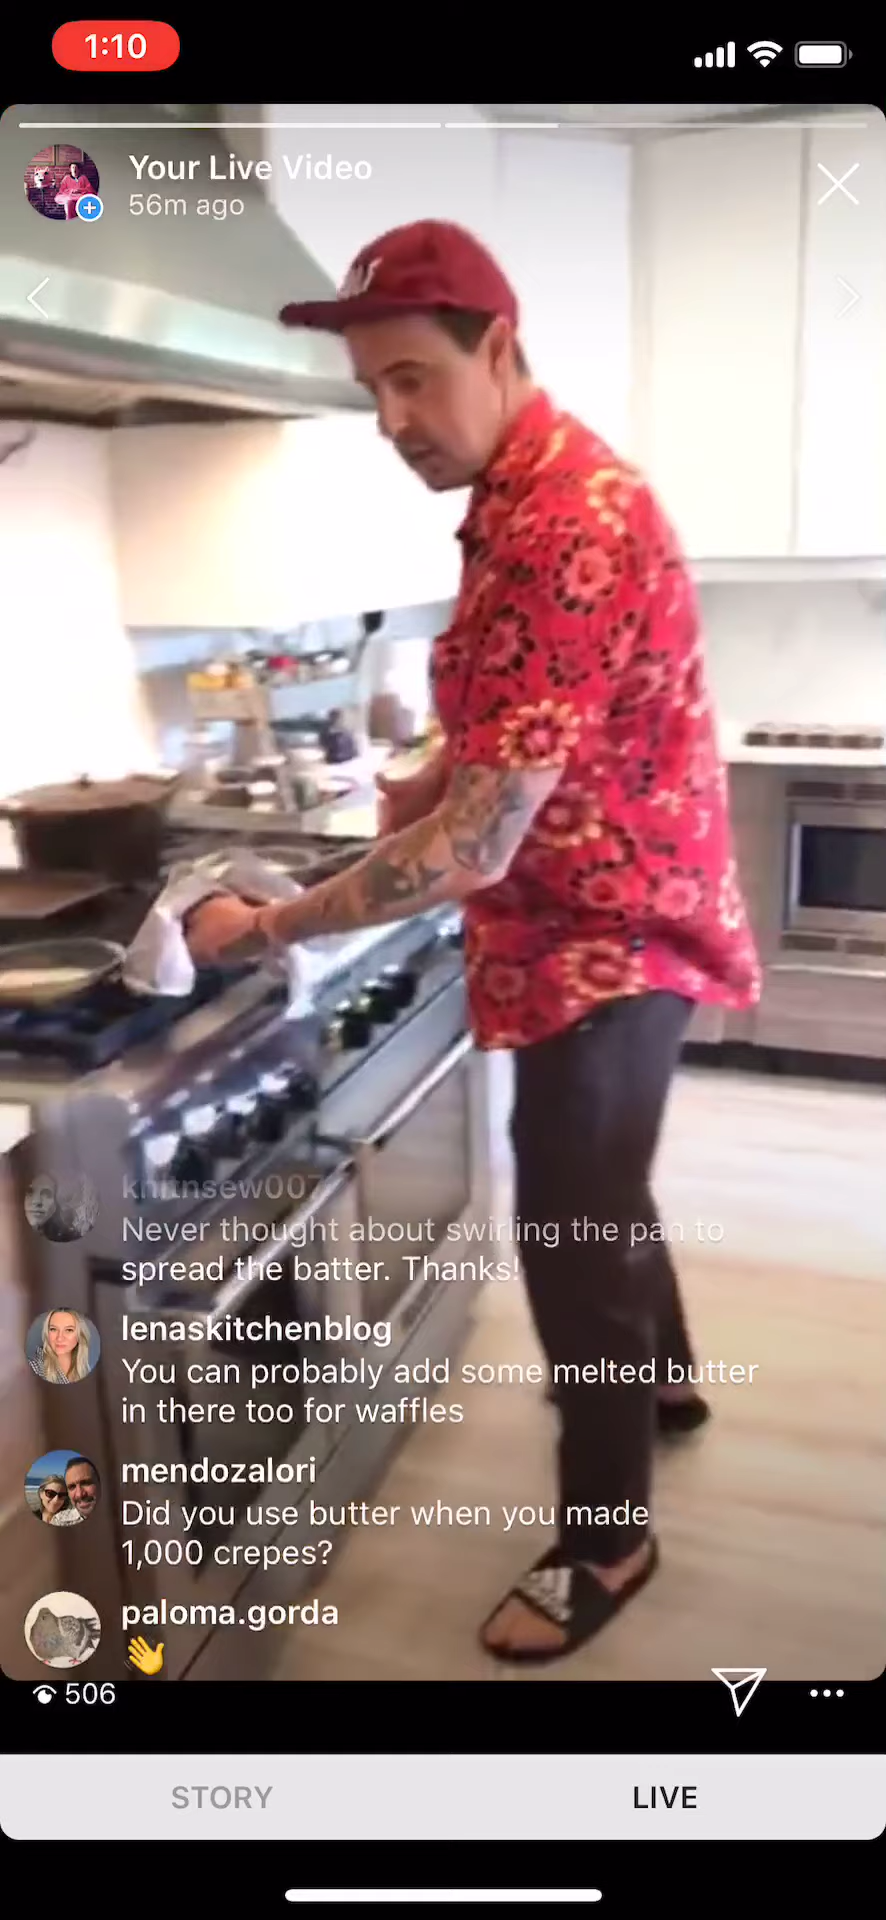 1:10
Your Live Video
56m ago
knitnsew007
Never thought about swirling the pan to
spread the batter. Thanks!
lenaskitchenblog
You can probably add some melted butter
in there too for waffles
mendozalori
Did you use butter when you made
1,000 crepes?
paloma.gorda
👋
506
STORY
LIVE